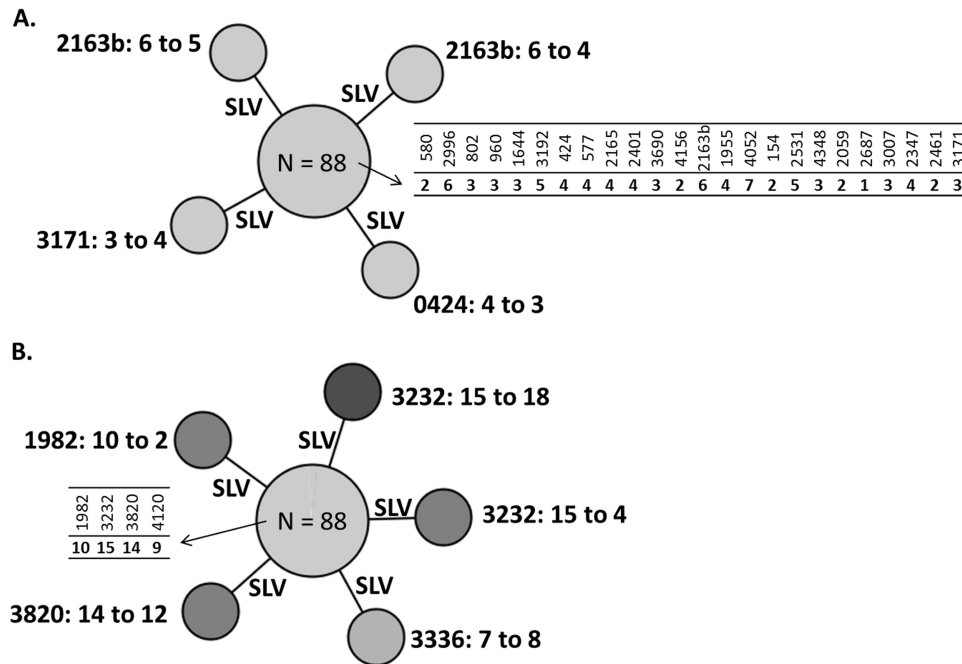 A.
2163b: 6 to 5
2163b: 6 to 4
SLV
SLV
N = 88
580 2996 802 960 1644 3192 424 577 2165 2401 3690 4156 2163b 1955 4052 154 2531 4348 2059 2687 3007 2347 2461 3171
2 6 3 3 3 5 4 4 4 4 3 2 6 4 7 2 5 3 2 1 3 4 2 3
SLV
SLV
3171: 3 to 4
0424: 4 to 3
B.
3232: 15 to 18
1982: 10 to 2
SLV
SLV
SLV
3232: 15 to 4
N = 88
1982 3232 3820 4120
10 15 14 9
SLV
SLV
3820: 14 to 12
3336: 7 to 8